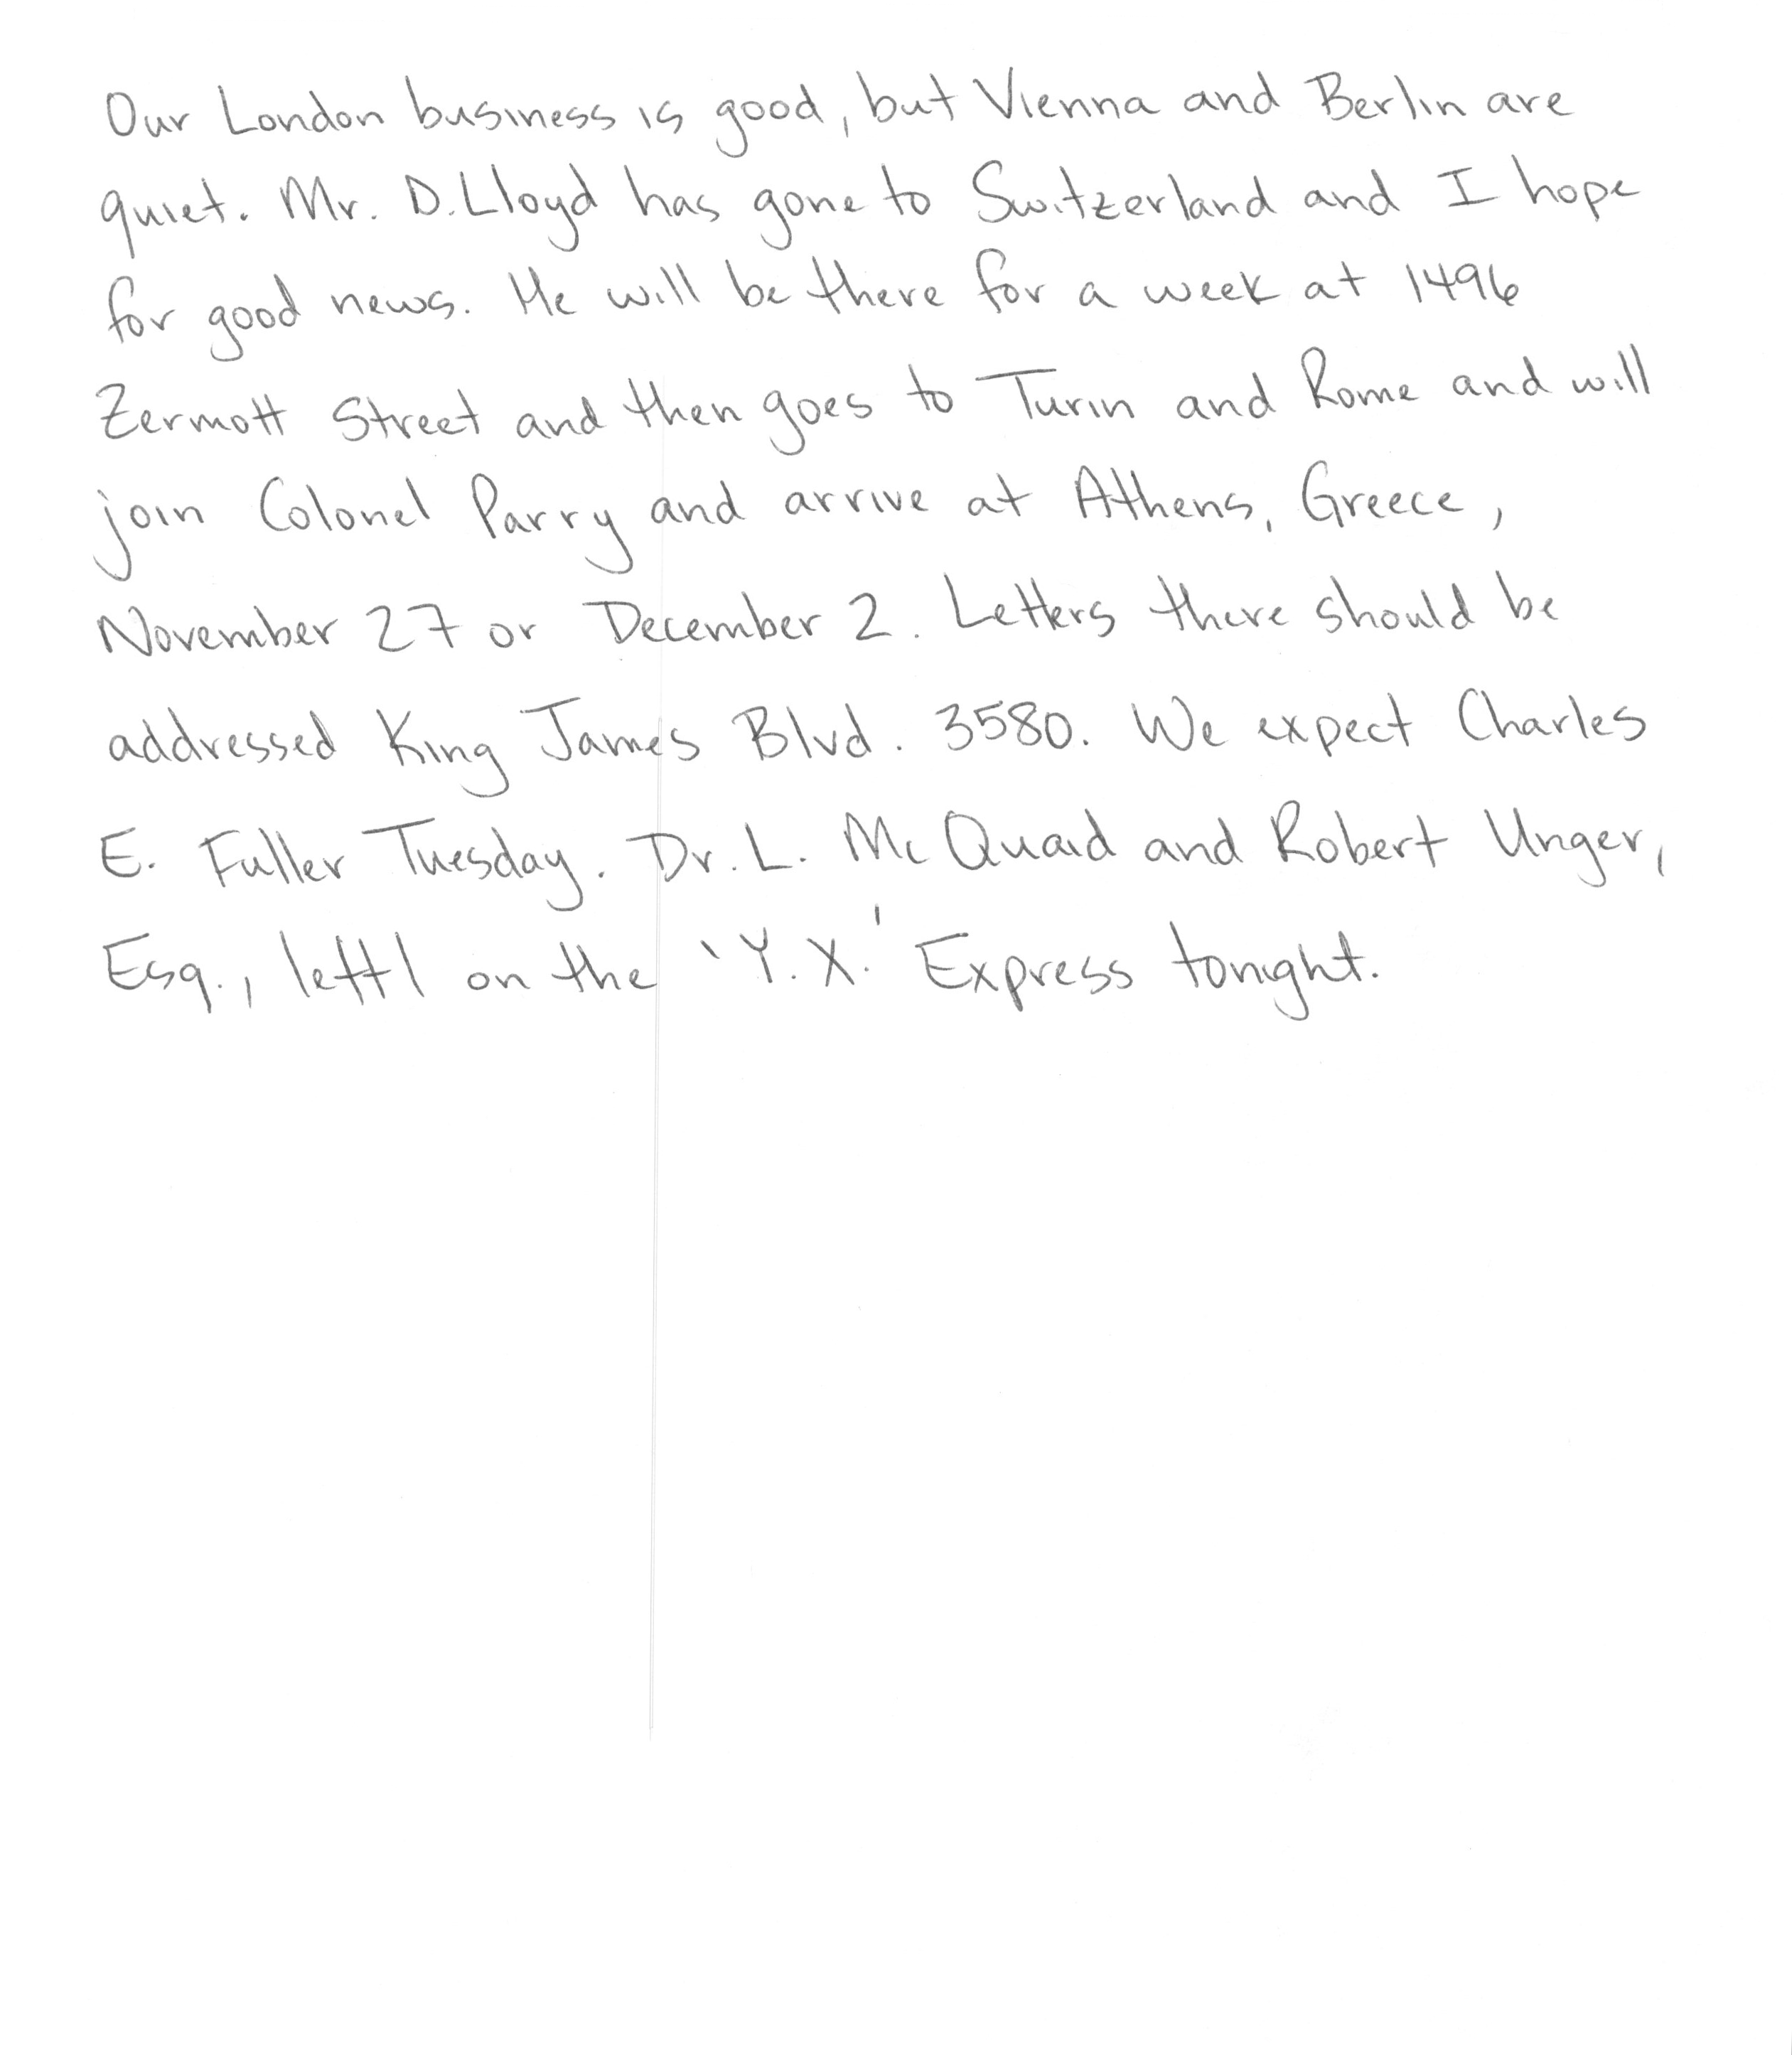 Our London business is good, but Vienna and Berlin are
quiet. Mr. D. Lloyd has gone to Switzerland and I hope
for good news. He will be there for a week at 1496
Zermott Street and then goes to Turin and Rome and will
join Colonel Parry and arrive at Athens, Greece,
November 27 or December 2. Letters there should be
addressed King James Blvd. 3580. We expect Charles
E. Fuller Tuesday. Dr. L. McQuaid and Robert Unger,
Esq., left on the 'Y.X.' Express tonight.